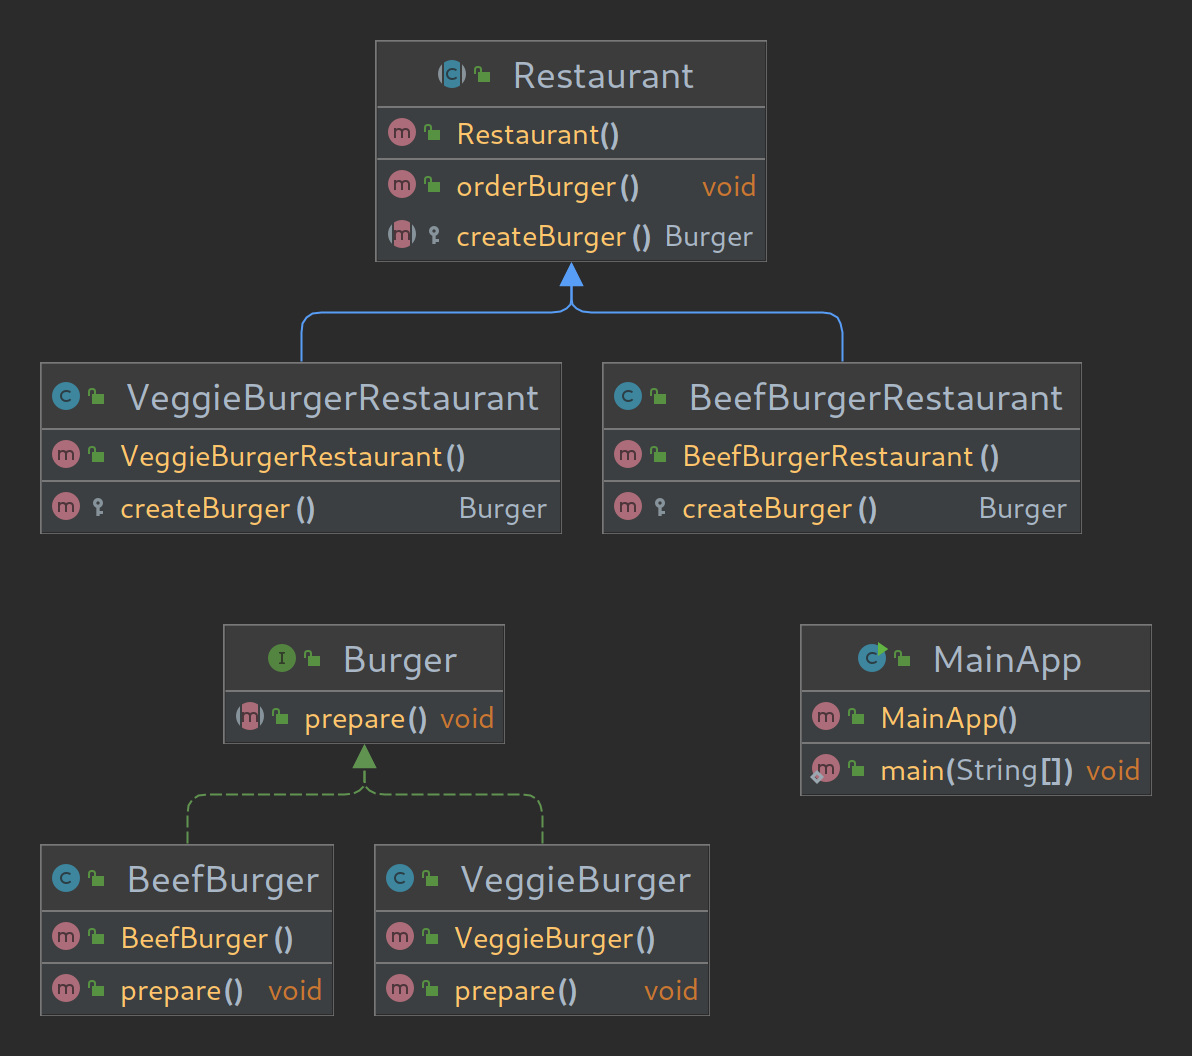 Restaurant
Restaurant()
orderBurger() void
createBurger() Burger
VeggieBurgerRestaurant
VeggieBurgerRestaurant()
createBurger() Burger
BeefBurgerRestaurant
BeefBurgerRestaurant()
createBurger() Burger
Burger
prepare() void
MainApp
MainApp()
main(String[]) void
BeefBurger
BeefBurger()
prepare() void
VeggieBurger
VeggieBurger()
prepare() void